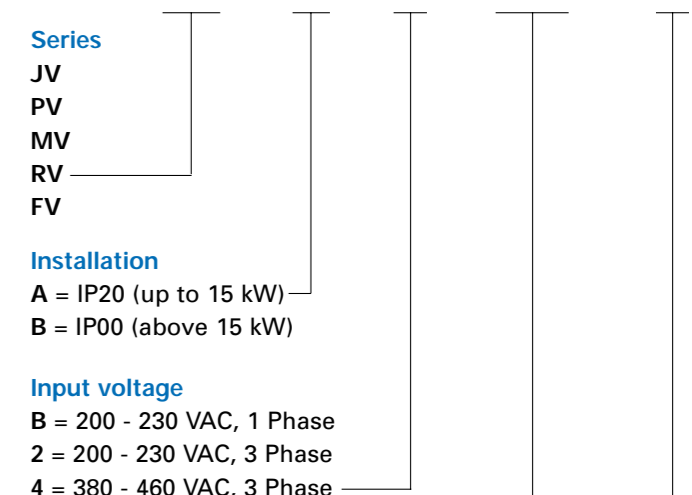 Series
JV
PV
MV
RV
FV
Installation
A = IP20 (up to 15 kW)
B = IP00 (above 15 kW)
Input voltage
B = 200 - 230 VAC, 1 Phase
2 = 200 - 230 VAC, 3 Phase
4 = 380 - 460 VAC, 3 Phase